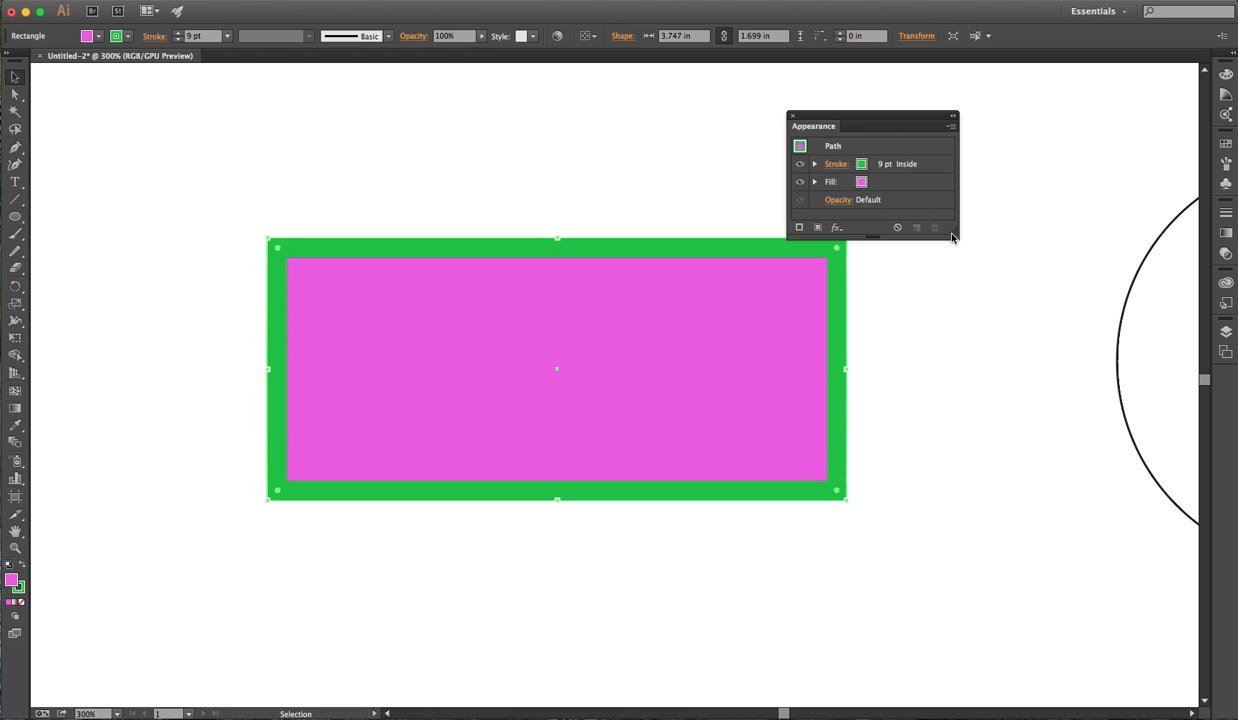 Ai Br St Essentials
Rectangle Stroke: 9 pt Basic Opacity: 100% Style: Shape: 3.747 in 1.699 in 0 in Transform
× Untitled-2* @ 300% (RGB/GPU Preview)
Appearance
Path
Stroke: 9 pt Inside
Fill:
Opacity: Default
fx
T
300% 1 Selection